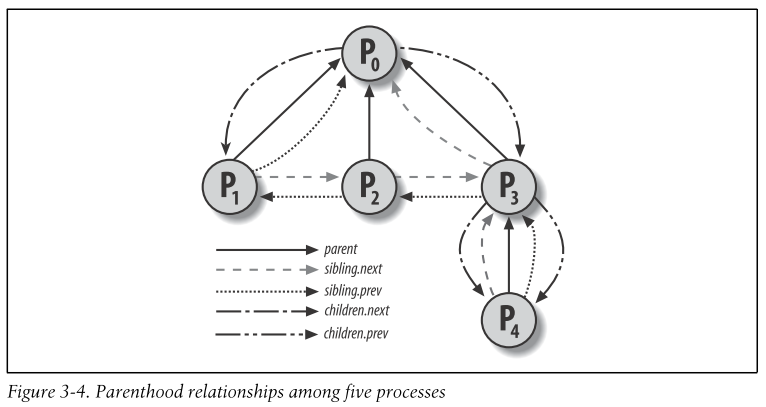 P0
P1
P2
P3
parent
sibling.next
sibling.prev
children.next
children.prev
P4
Figure 3-4. Parenthood relationships among five processes